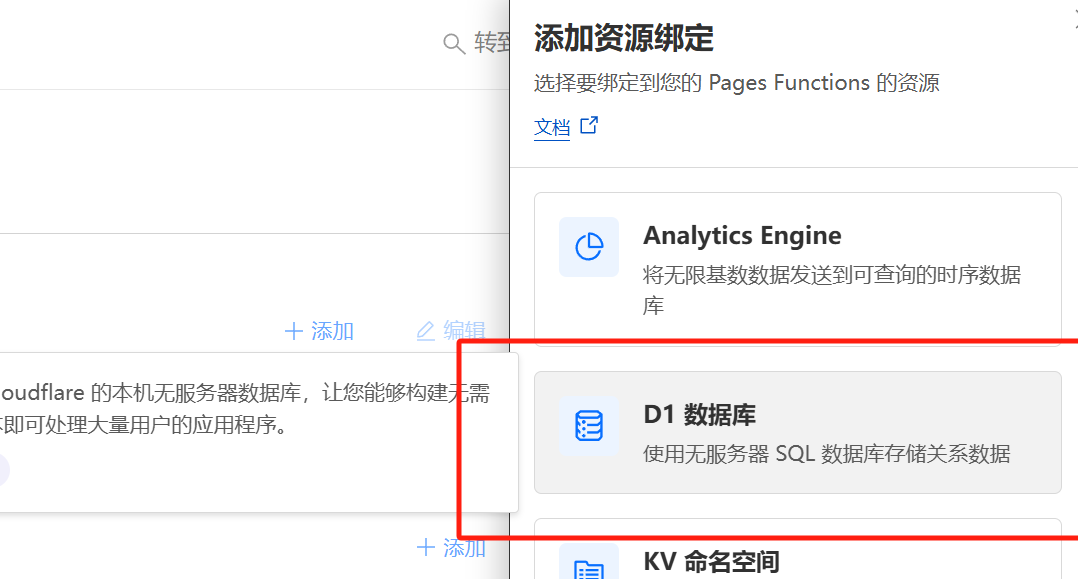 转到
添加资源绑定
选择要绑定到您的 Pages Functions 的资源
文档
Analytics Engine
将无限基数数据发送到可查询的时序数据
库
添加
编辑
oudflare 的本机无服务器数据库，让您能够构建无需
即可处理大量用户的应用程序。
D1 数据库
使用无服务器 SQL 数据库存储关系数据
添加
KV 命名空间